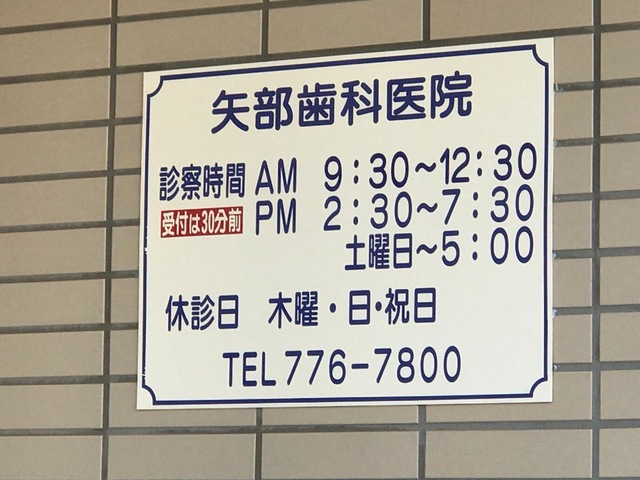 矢部歯科医院
診察時間 AM 9:30~12:30
受付は30分前 PM 2:30~7:30
土曜日~5:00
休診日 木曜・日・祝日
TEL 776-7800